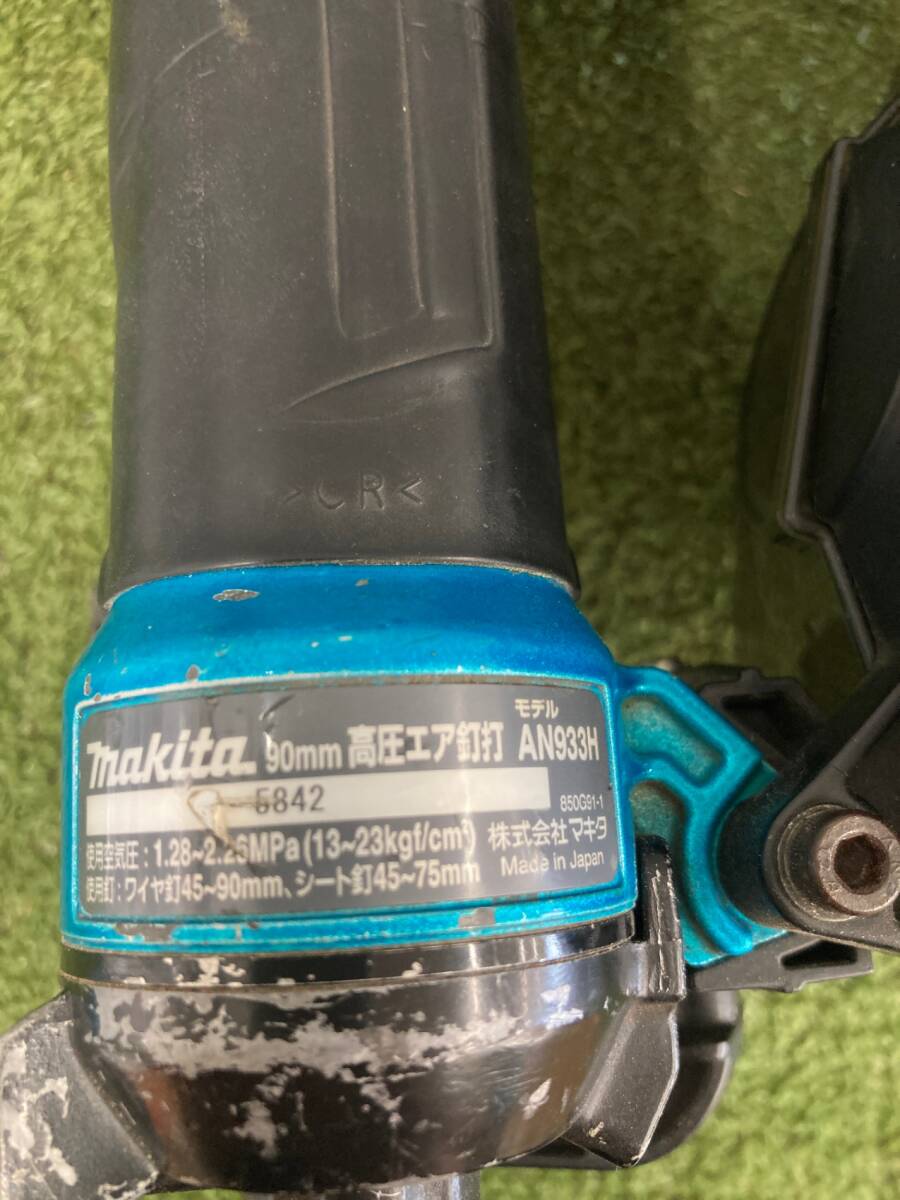 >CR<
makita 90mm 高圧エア釘打 モデル AN933H
5842
850G91-1
使用空気圧:1.28~2.26MPa(13~23kgf/cm²) 株式会社マキタ
使用釘:ワイヤ釘45~90mm、シート釘45~75mm Made in Japan